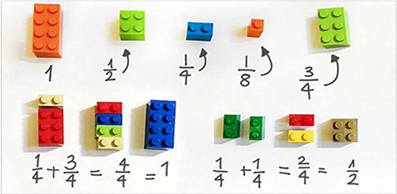 1 1/2 1/4 1/8 3/4
1/4 + 3/4 = 4/4 = 1 1/4 + 1/4 = 2/4 = 1/2